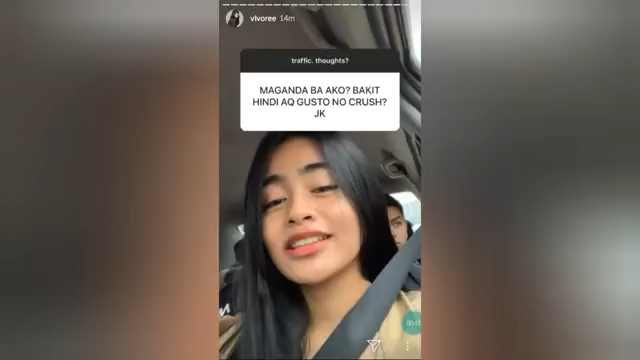 vivoree 14m
traffic. thoughts?
MAGANDA BA AKO? BAKIT
HINDI AQ GUSTO NO CRUSH?
JK